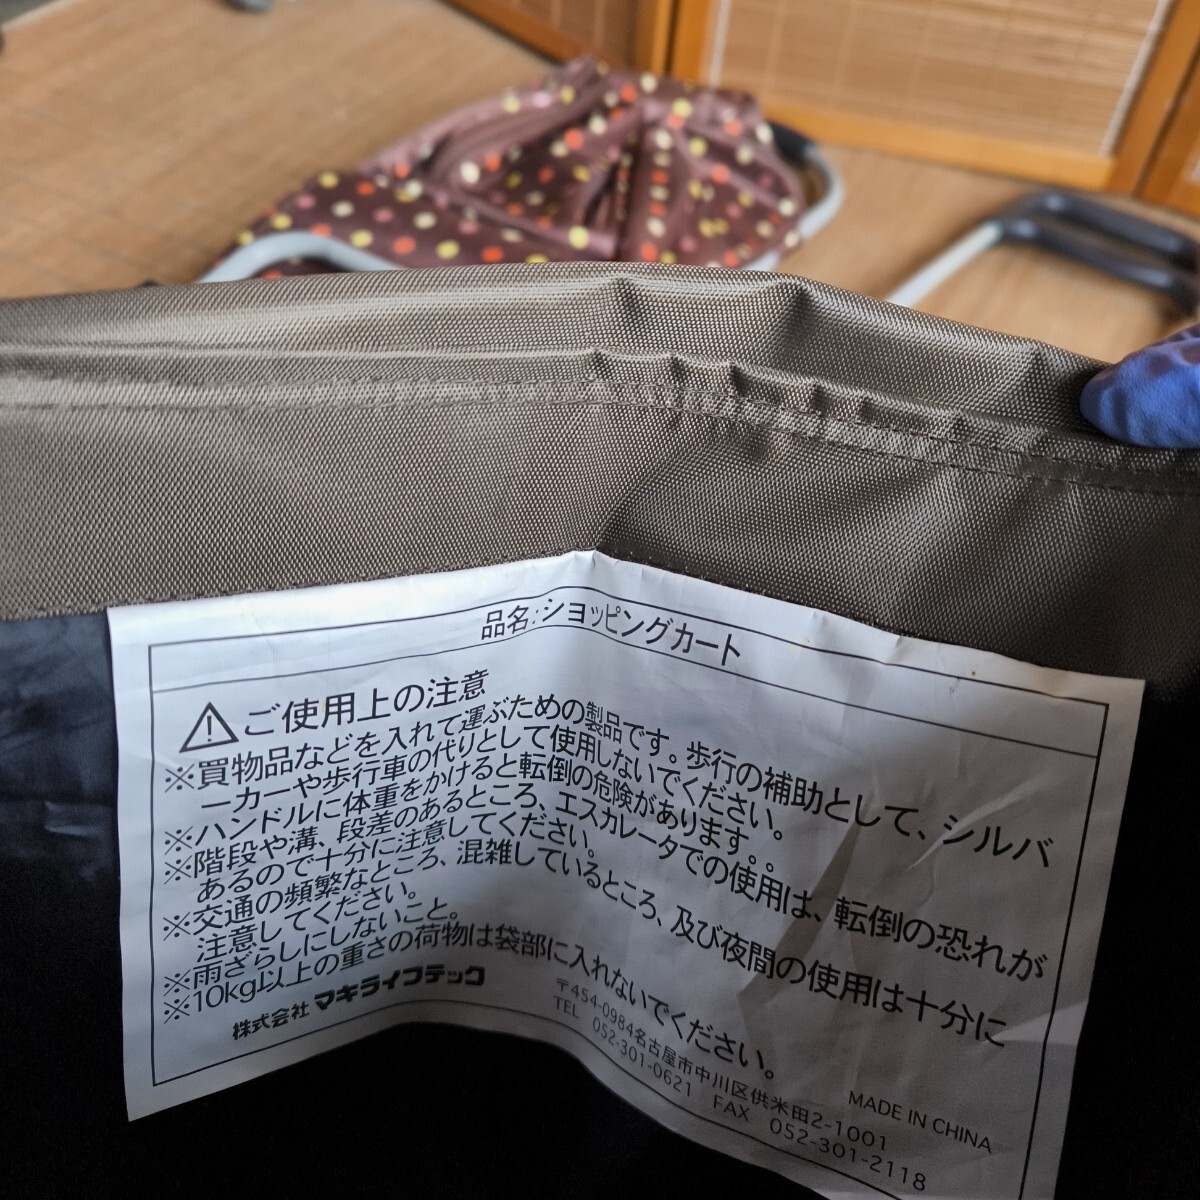 品名:ショッピングカート
⚠ご使用上の注意
※買物品などを入れて運ぶための製品です。歩行の補助として、シルバ
ーカーや歩行車の代りとして使用しないでください。
※ハンドルに体重をかけると転倒の危険があります。
※階段や溝、段差のあるところ、エスカレータでの使用は、転倒の恐れが
あるので十分に注意してください。
※交通の頻繁なところ、混雑しているところ、及び夜間の使用は十分に
注意してください。
※雨ざらしにしないこと。
※10kg以上の重さの荷物は袋部に入れないでください。
株式会社 マキライフテック
〒454-0984名古屋市中川区供米田2-1001
TEL 052-301-0621 FAX 052-301-2118
MADE IN CHINA